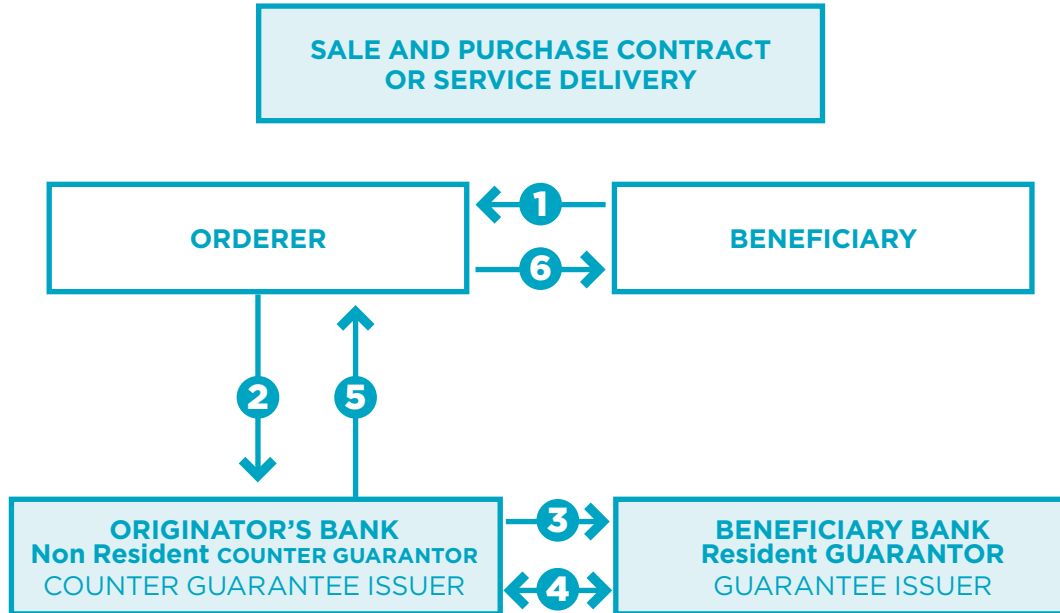 SALE AND PURCHASE CONTRACT
OR SERVICE DELIVERY
ORDERER
1
6
BENEFICIARY
2
5
ORIGINATOR'S BANK
Non Resident COUNTER GUARANTOR
COUNTER GUARANTEE ISSUER
3
4
BENEFICIARY BANK
Resident GUARANTOR
GUARANTEE ISSUER